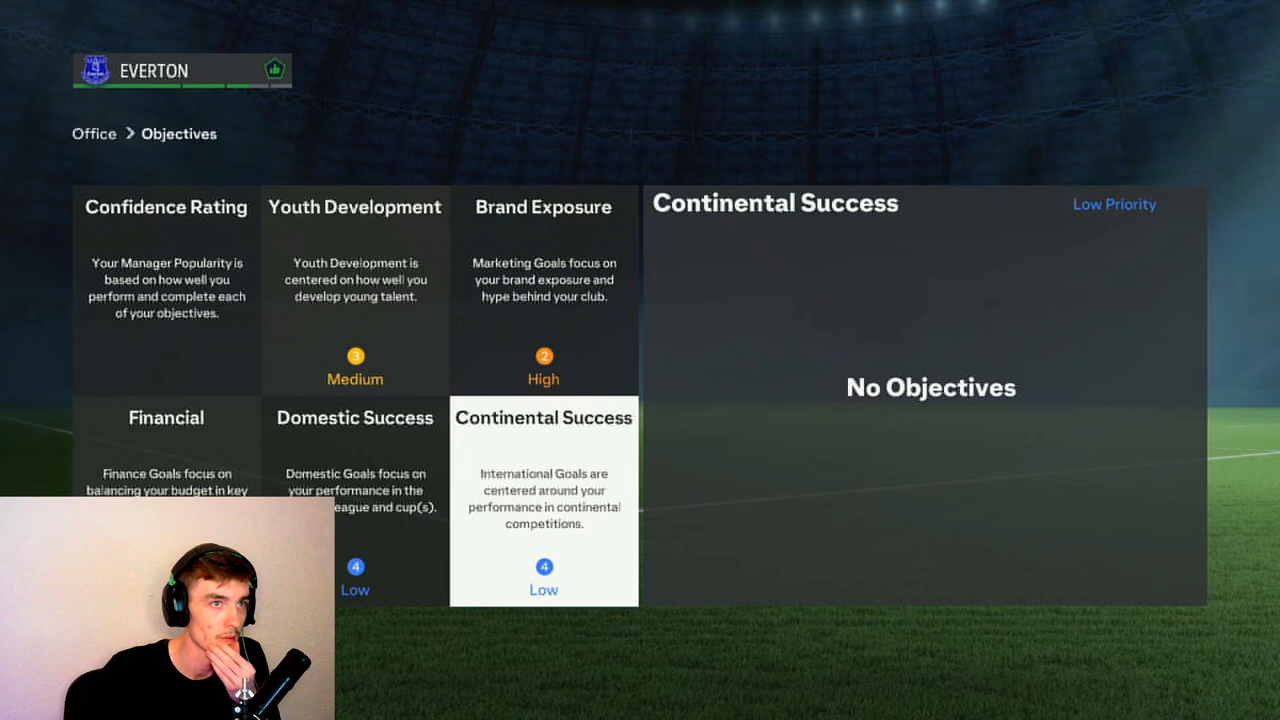 EVERTON
Office > Objectives
Confidence Rating
Your Manager Popularity is
based on how well you
perform and complete each
of your objectives.
Youth Development
Youth Development is
centered on how well you
develop young talent.
3
Medium
Brand Exposure
Marketing Goals focus on
your brand exposure and
hype behind your club.
2
High
Financial
Finance Goals focus on
balancing your budget in key
Domestic Success
Domestic Goals focus on
your performance in the
eague and cup(s).
4
Low
Continental Success
International Goals are
centered around your
performance in continental
competitions.
4
Low
Continental Success
Low Priority
No Objectives